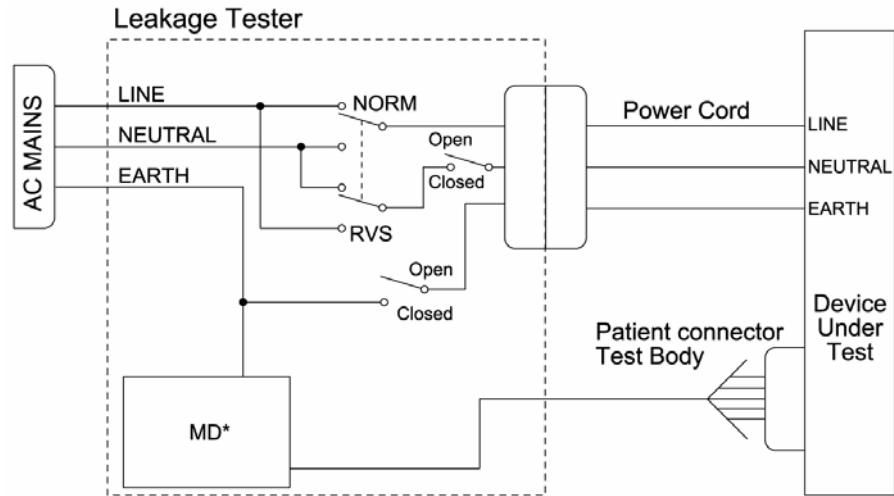 Leakage Tester
AC MAINS
LINE
NEUTRAL
EARTH
NORM
RVS
Open
Closed
Open
Closed
MD*
Power Cord
LINE
NEUTRAL
EARTH
Patient connector
Test Body
Device
Under
Test